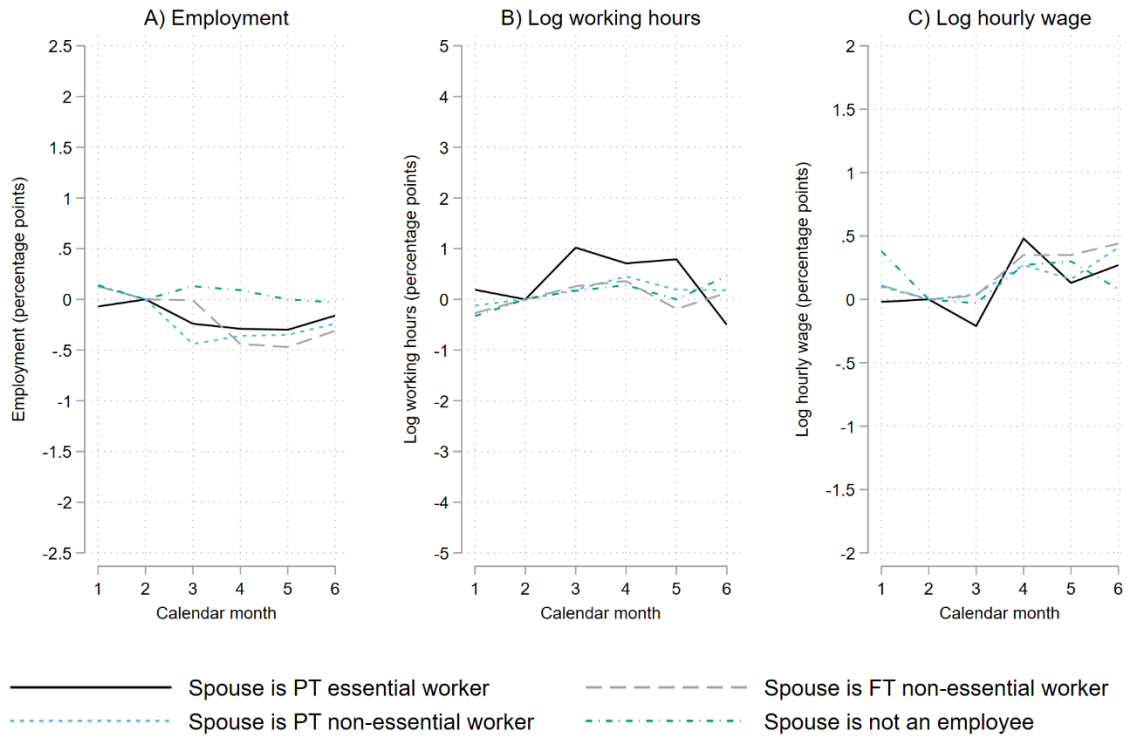 A) Employment
B) Log working hours
C) Log hourly wage
Employment (percentage points)
2.5
2
1.5
1
.5
0
-.5
-1
-1.5
-2
-2.5
1 2 3 4 5 6
Calendar month
Log working hours (percentage points)
5
4
3
2
1
0
-1
-2
-3
-4
-5
1 2 3 4 5 6
Calendar month
Log hourly wage (percentage points)
2
1.5
1
.5
0
-.5
-1
-1.5
-2
1 2 3 4 5 6
Calendar month
Spouse is PT essential worker
Spouse is FT non-essential worker
Spouse is PT non-essential worker
Spouse is not an employee